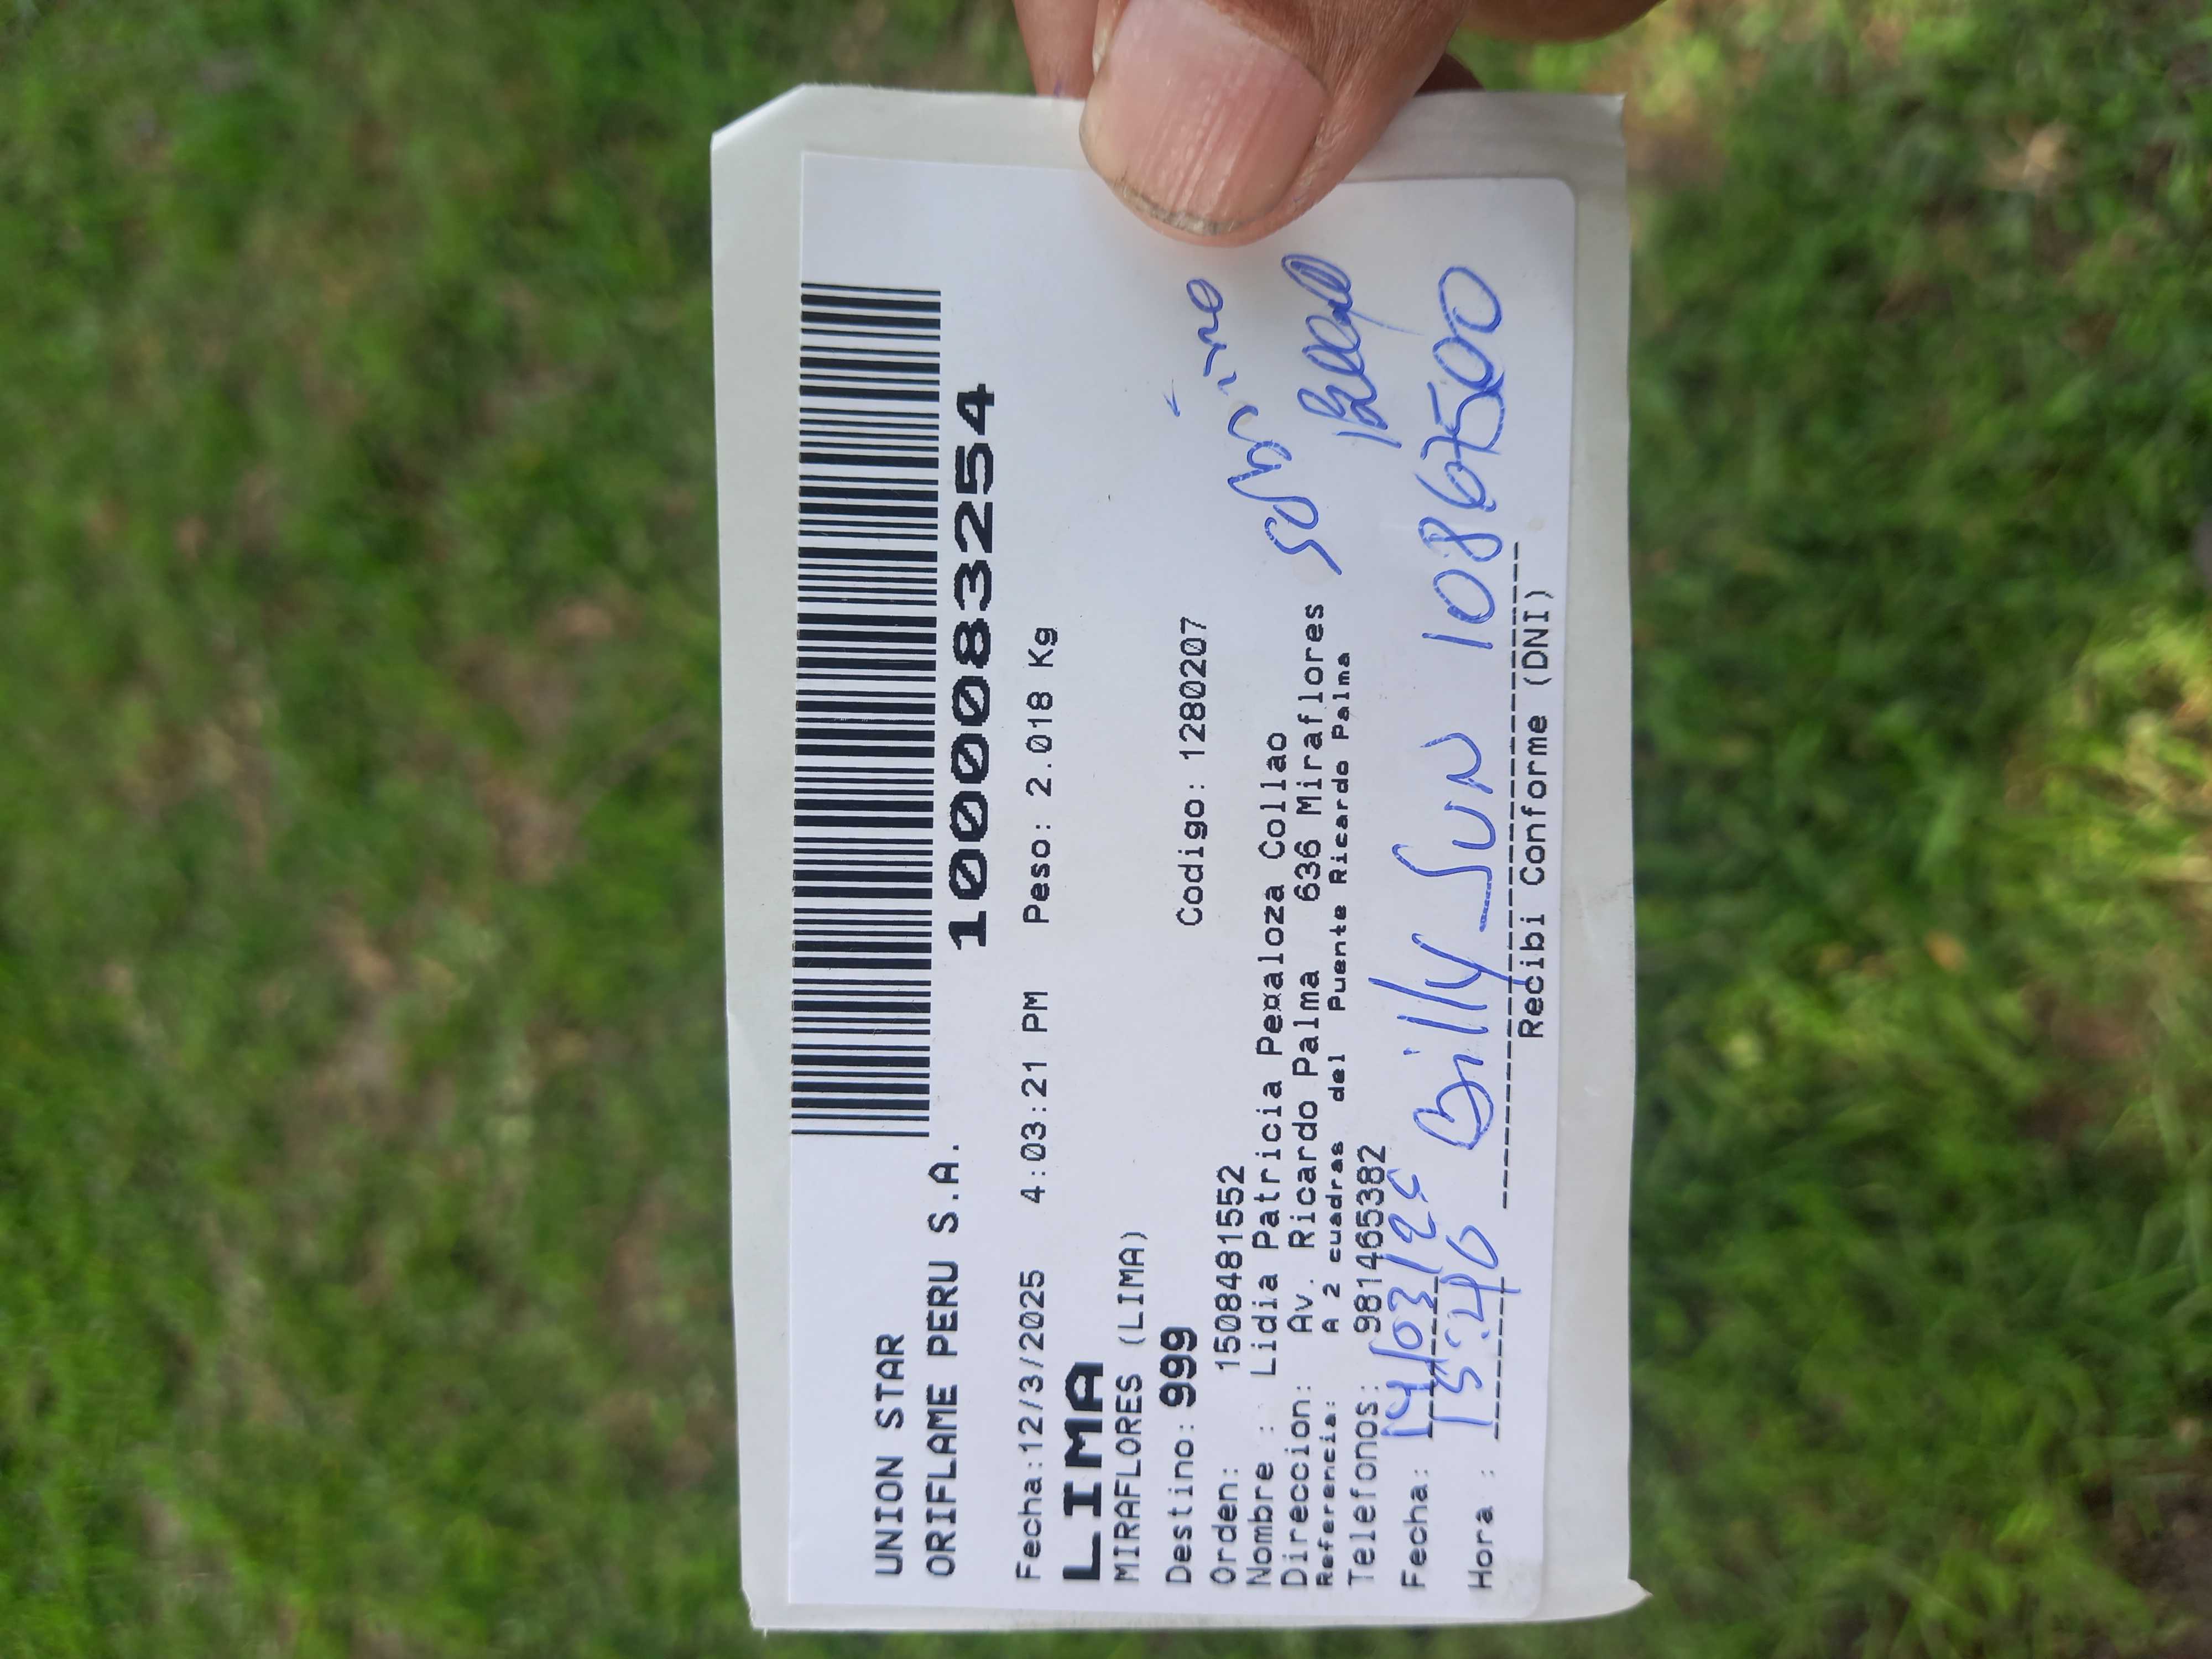 UNION STAR
ORIFLAME PERU S.A.
1000083254
Fecha:12/3/2025 4:03:21 PM Peso: 2.018 Kg
LIMA
MIRAFLORES (LIMA)
Destino: 999 Codigo: 1280207
Orden: 1508481552
Nombre : Lidia Patricia Pe¤aloza Collao
Direccion: Av. Ricardo Palma 636 Miraflores
Referencia: A 2 cuadras del Puente Ricardo Palma
Telefonos: 981465382
Fecha: 14/03/25
Hora : 15:40 Billy Sun 10867500
Recibi Conforme (DNI)